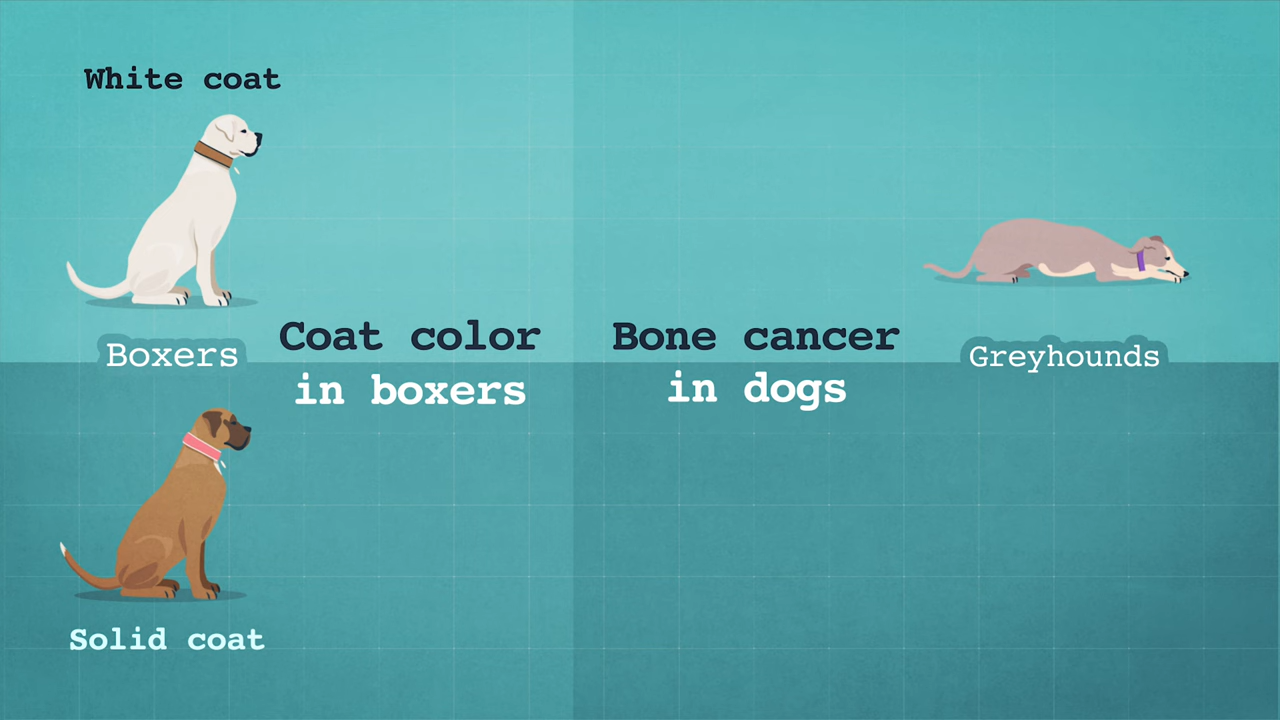 White coat
Boxers
Coat color
in boxers
Solid coat
Bone cancer
in dogs
Greyhounds